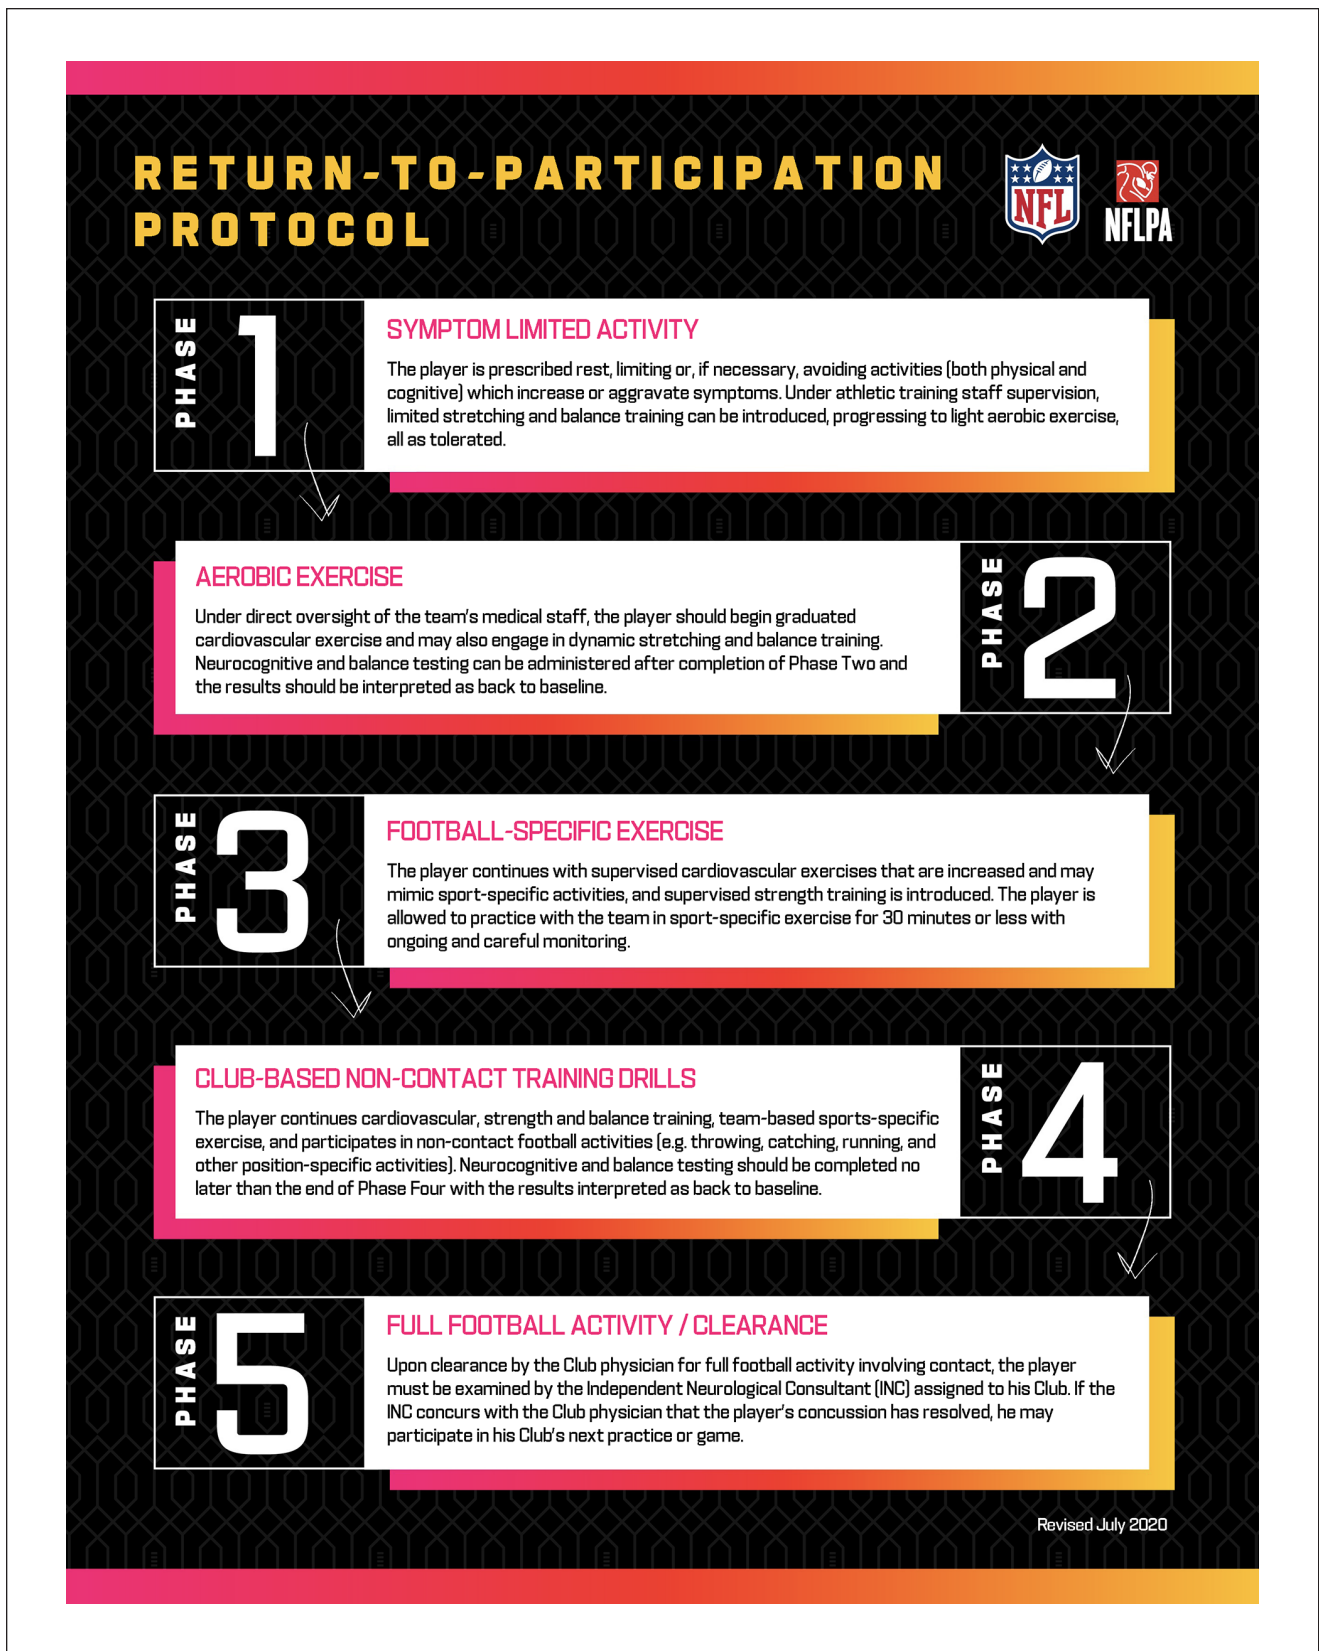 RETURN-TO-PARTICIPATION
PROTOCOL
NFL
NFLPA
PHASE 1
SYMPTOM LIMITED ACTIVITY
The player is prescribed rest, limiting or, if necessary, avoiding activities (both physical and
cognitive) which increase or aggravate symptoms. Under athletic training staff supervision,
limited stretching and balance training can be introduced, progressing to light aerobic exercise,
all as tolerated.
PHASE 2
AEROBIC EXERCISE
Under direct oversight of the team's medical staff, the player should begin graduated
cardiovascular exercise and may also engage in dynamic stretching and balance training.
Neurocognitive and balance testing can be administered after completion of Phase Two and
the results should be interpreted as back to baseline.
PHASE 3
FOOTBALL-SPECIFIC EXERCISE
The player continues with supervised cardiovascular exercises that are increased and may
mimic sport-specific activities, and supervised strength training is introduced. The player is
allowed to practice with the team in sport-specific exercise for 30 minutes or less with
ongoing and careful monitoring.
PHASE 4
CLUB-BASED NON-CONTACT TRAINING DRILLS
The player continues cardiovascular, strength and balance training, team-based sports-specific
exercise, and participates in non-contact football activities (e.g. throwing, catching, running, and
other position-specific activities). Neurocognitive and balance testing should be completed no
later than the end of Phase Four with the results interpreted as back to baseline.
PHASE 5
FULL FOOTBALL ACTIVITY / CLEARANCE
Upon clearance by the Club physician for full football activity involving contact, the player
must be examined by the Independent Neurological Consultant (INC) assigned to his Club. If the
INC concurs with the Club physician that the player's concussion has resolved, he may
participate in his Club's next practice or game.
Revised July 2020